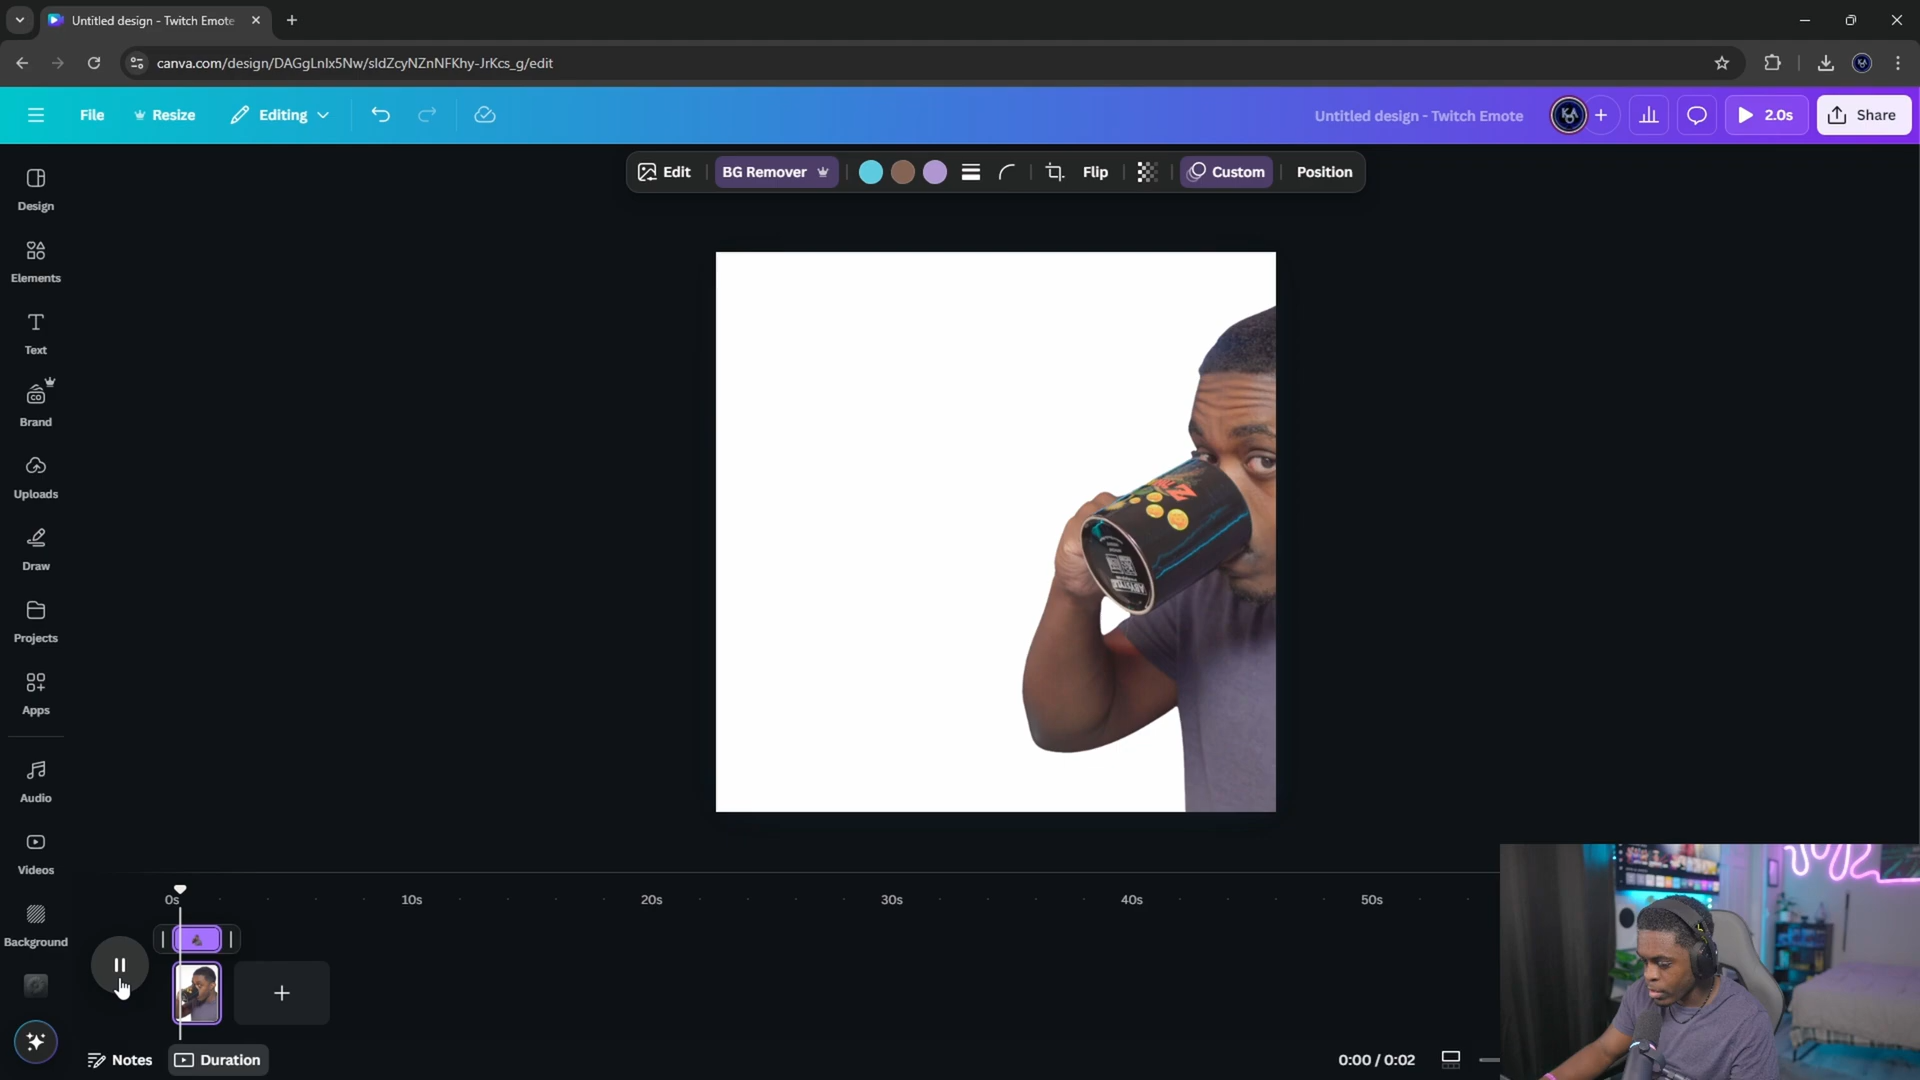 Untitled design - Twitch Emote
canva.com/design/DAGgLnlx5Nw/sldZcyNZnNFKhy-JrKcs_g/edit
File
Resize
Editing
Untitled design - Twitch Emote
2.0s
Share
Edit
BG Remover
Flip
Custom
Position
Design
Elements
Text
Brand
Uploads
Draw
Projects
Apps
Audio
Videos
Background
Z
0s
10s
20s
30s
40s
50s
Notes
Duration
0:00 / 0:02